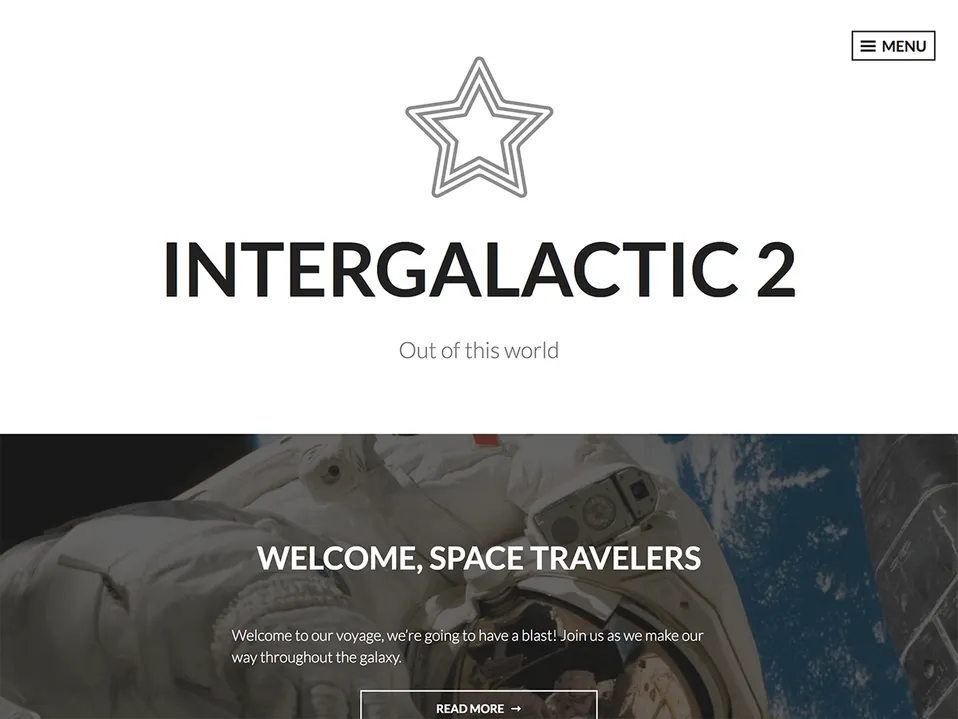 MENU
INTERGALACTIC 2
Out of this world
WELCOME, SPACE TRAVELERS
Welcome to our voyage, we're going to have a blast! Join us as we make our
way throughout the galaxy.
READ MORE →